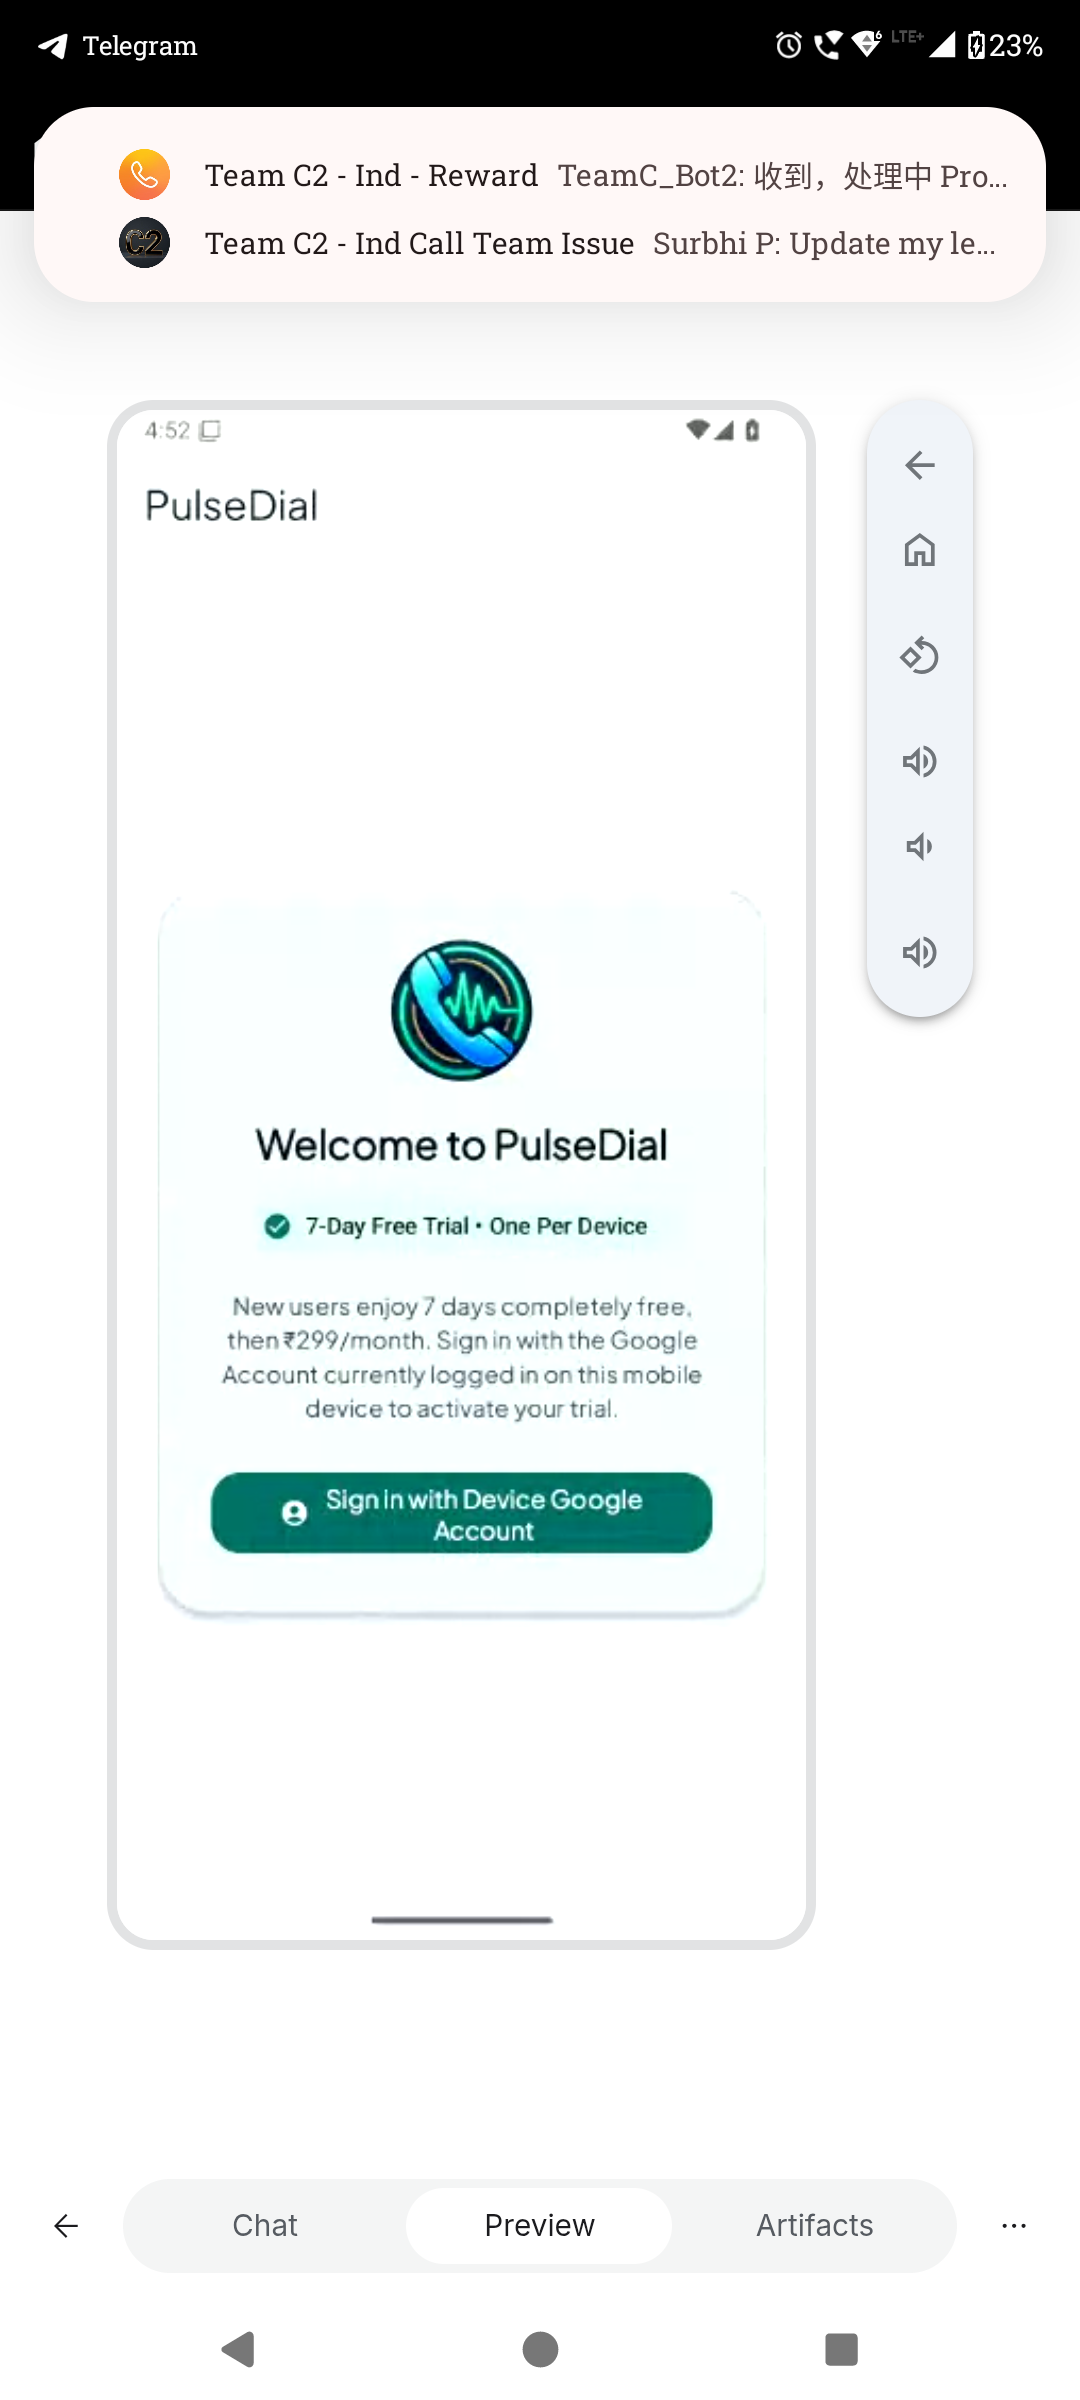 Telegram
LTE+
6
23%
Team C2 - Ind - Reward TeamC_Bot2: 收到，处理中 Pro...
C2
Team C2 - Ind Call Team Issue Surbhi P: Update my le...
4:52
PulseDial
Welcome to PulseDial
7-Day Free Trial • One Per Device
New users enjoy 7 days completely free,
then ₹299/month. Sign in with the Google
Account currently logged in on this mobile
device to activate your trial.
Sign in with Device Google
Account
Chat
Preview
Artifacts